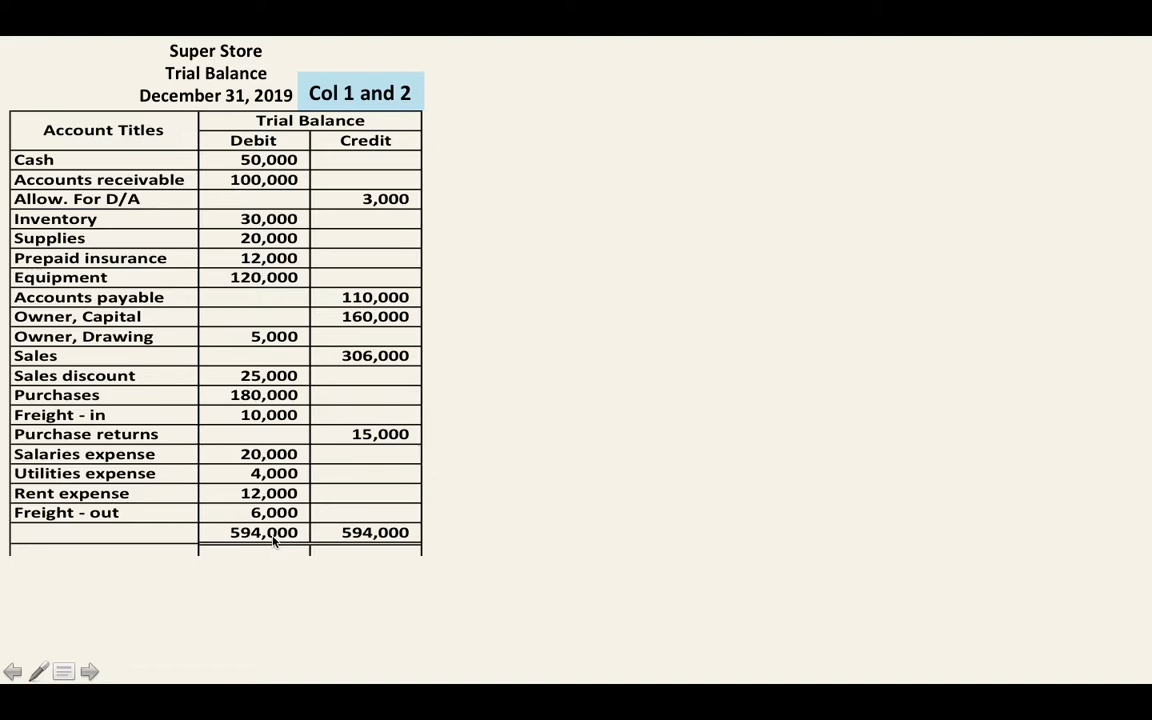 Super Store
Trial Balance
December 31, 2019
Col 1 and 2
Account Titles
Trial Balance
Debit Credit
Cash 50,000
Accounts receivable 100,000
Allow. For D/A 3,000
Inventory 30,000
Supplies 20,000
Prepaid insurance 12,000
Equipment 120,000
Accounts payable 110,000
Owner, Capital 160,000
Owner, Drawing 5,000
Sales 306,000
Sales discount 25,000
Purchases 180,000
Freight - in 10,000
Purchase returns 15,000
Salaries expense 20,000
Utilities expense 4,000
Rent expense 12,000
Freight - out 6,000
594,000 594,000